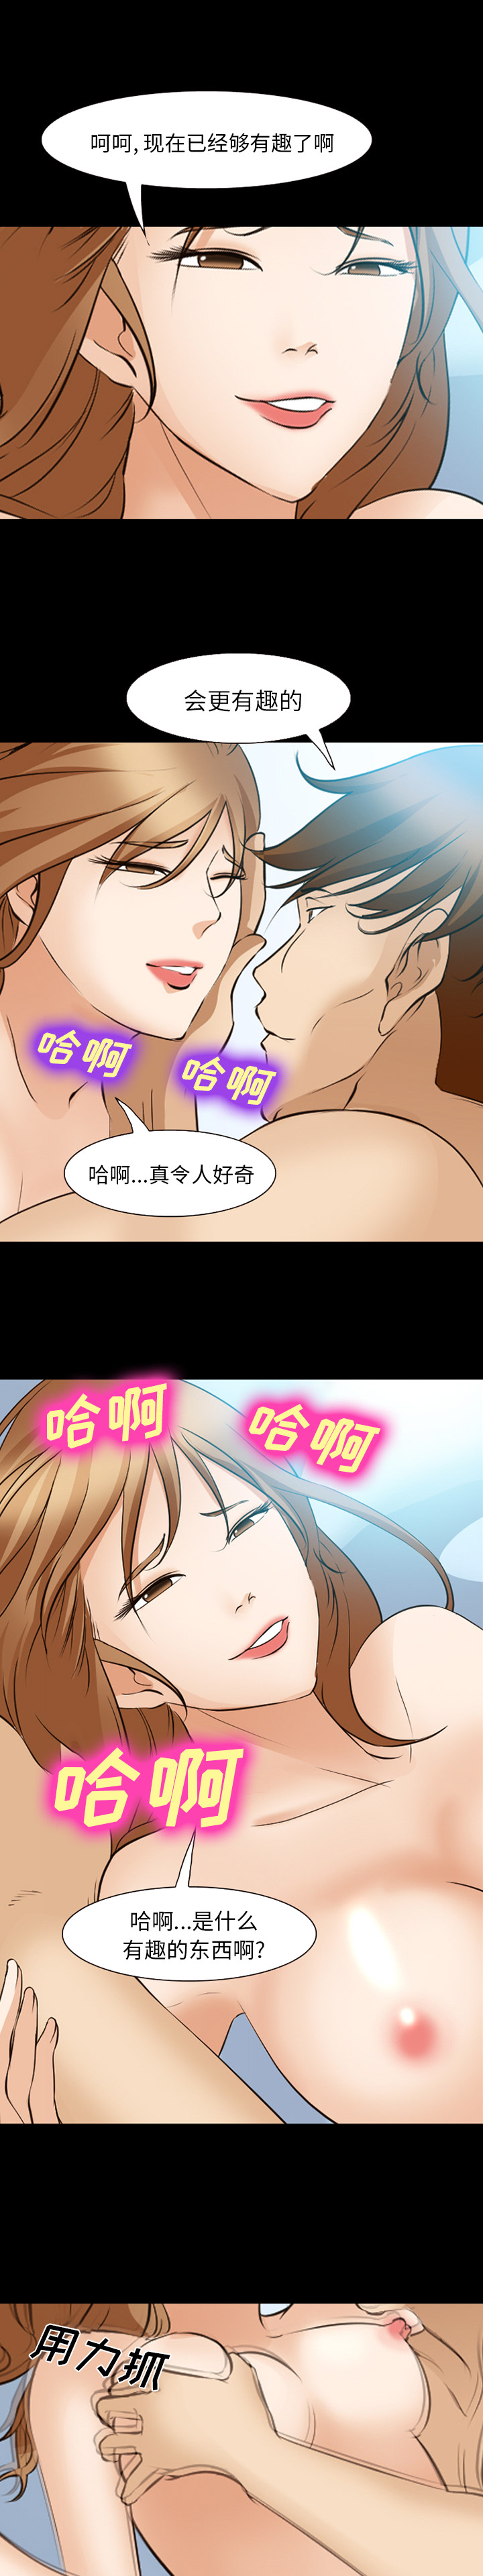 呵呵, 现在已经够有趣了啊
会更有趣的
哈啊
哈啊
哈啊...真令人好奇
哈啊
哈啊
哈啊
哈啊...是什么
有趣的东西啊?
用力抓